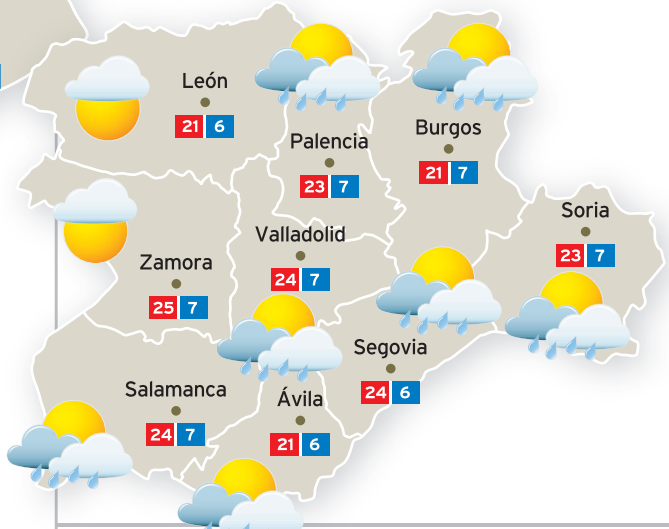 León
21 6
Palencia
23 7
Burgos
21 7
Soria
23 7
Valladolid
24 7
Zamora
25 7
Segovia
24 6
Salamanca
24 7
Ávila
21 6